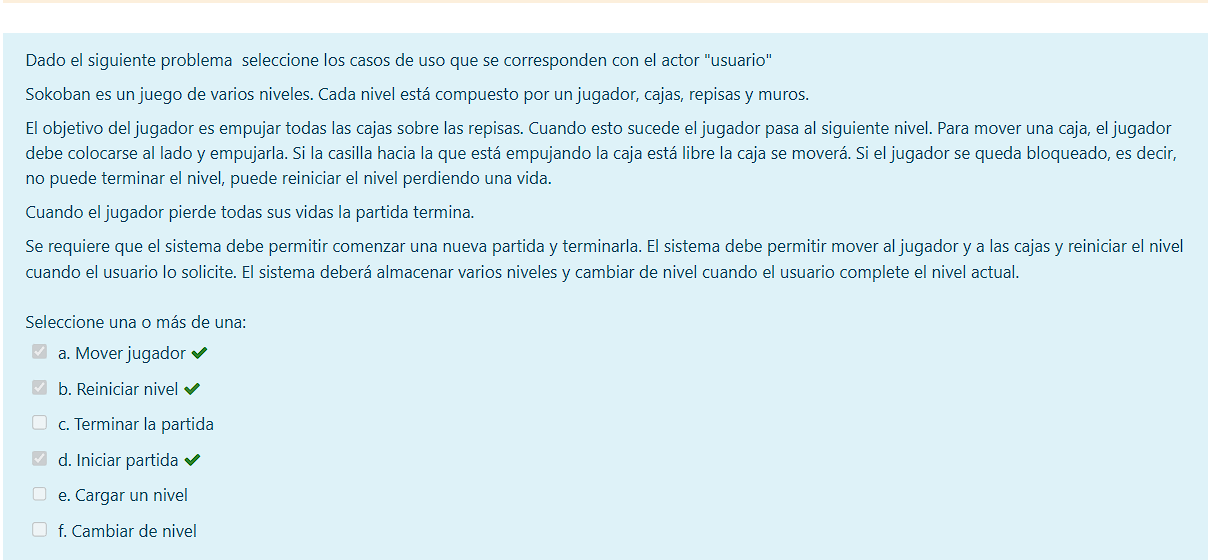 Dado el siguiente problema  seleccione los casos de uso que se corresponden con el actor "usuario"
Sokoban es un juego de varios niveles. Cada nivel está compuesto por un jugador, cajas, repisas y muros.
El objetivo del jugador es empujar todas las cajas sobre las repisas. Cuando esto sucede el jugador pasa al siguiente nivel. Para mover una caja, el jugador
debe colocarse al lado y empujarla. Si la casilla hacia la que está empujando la caja está libre la caja se moverá. Si el jugador se queda bloqueado, es decir,
no puede terminar el nivel, puede reiniciar el nivel perdiendo una vida.
Cuando el jugador pierde todas sus vidas la partida termina.
Se requiere que el sistema debe permitir comenzar una nueva partida y terminarla. El sistema debe permitir mover al jugador y a las cajas y reiniciar el nivel
cuando el usuario lo solicite. El sistema deberá almacenar varios niveles y cambiar de nivel cuando el usuario complete el nivel actual.
Seleccione una o más de una:
a. Mover jugador
b. Reiniciar nivel
c. Terminar la partida
d. Iniciar partida
e. Cargar un nivel
f. Cambiar de nivel